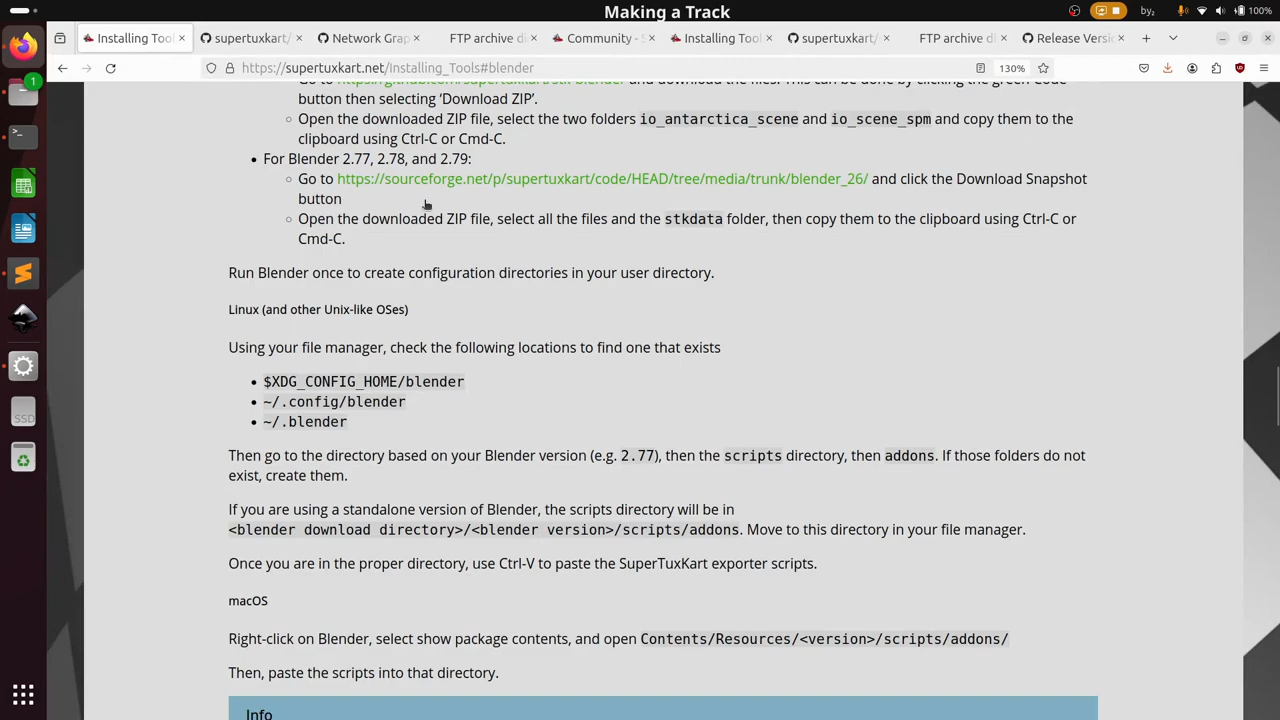 Making a Track
by₂
100%
Installing Tool
supertuxkart/
Network Grap
FTP archive di
Community - S
Installing Tool
supertuxkart/
FTP archive di
Release Versi
1
https://supertuxkart.net/Installing_Tools#blender
130%
button then selecting ‘Download ZIP’.
Open the downloaded ZIP file, select the two folders io_antarctica_scene and io_scene_spm and copy them to the
clipboard using Ctrl-C or Cmd-C.
For Blender 2.77, 2.78, and 2.79:
Go to https://sourceforge.net/p/supertuxkart/code/HEAD/tree/media/trunk/blender_26/ and click the Download Snapshot
button
Open the downloaded ZIP file, select all the files and the stkdata folder, then copy them to the clipboard using Ctrl-C or
Cmd-C.
Run Blender once to create configuration directories in your user directory.
Linux (and other Unix-like OSes)
Using your file manager, check the following locations to find one that exists
$XDG_CONFIG_HOME/blender
~/.config/blender
~/.blender
Then go to the directory based on your Blender version (e.g. 2.77), then the scripts directory, then addons. If those folders do not
exist, create them.
If you are using a standalone version of Blender, the scripts directory will be in
<blender download directory>/<blender version>/scripts/addons. Move to this directory in your file manager.
Once you are in the proper directory, use Ctrl-V to paste the SuperTuxKart exporter scripts.
macOS
Right-click on Blender, select show package contents, and open Contents/Resources/<version>/scripts/addons/
Then, paste the scripts into that directory.
Info
SSD